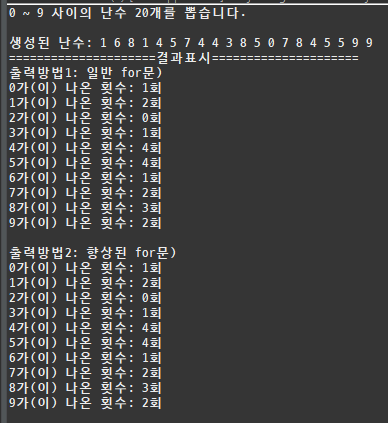 0 ~ 9 사이의 난수 20개를 뽑습니다.
생성된 난수: 1 6 8 1 4 5 7 4 4 3 8 5 0 7 8 4 5 5 9 9
=====================결과표시=====================
출력방법1: 일반 for문)
0가(이) 나온 횟수: 1회
1가(이) 나온 횟수: 2회
2가(이) 나온 횟수: 0회
3가(이) 나온 횟수: 1회
4가(이) 나온 횟수: 4회
5가(이) 나온 횟수: 4회
6가(이) 나온 횟수: 1회
7가(이) 나온 횟수: 2회
8가(이) 나온 횟수: 3회
9가(이) 나온 횟수: 2회
출력방법2: 향상된 for문)
0가(이) 나온 횟수: 1회
1가(이) 나온 횟수: 2회
2가(이) 나온 횟수: 0회
3가(이) 나온 횟수: 1회
4가(이) 나온 횟수: 4회
5가(이) 나온 횟수: 4회
6가(이) 나온 횟수: 1회
7가(이) 나온 횟수: 2회
8가(이) 나온 횟수: 3회
9가(이) 나온 횟수: 2회